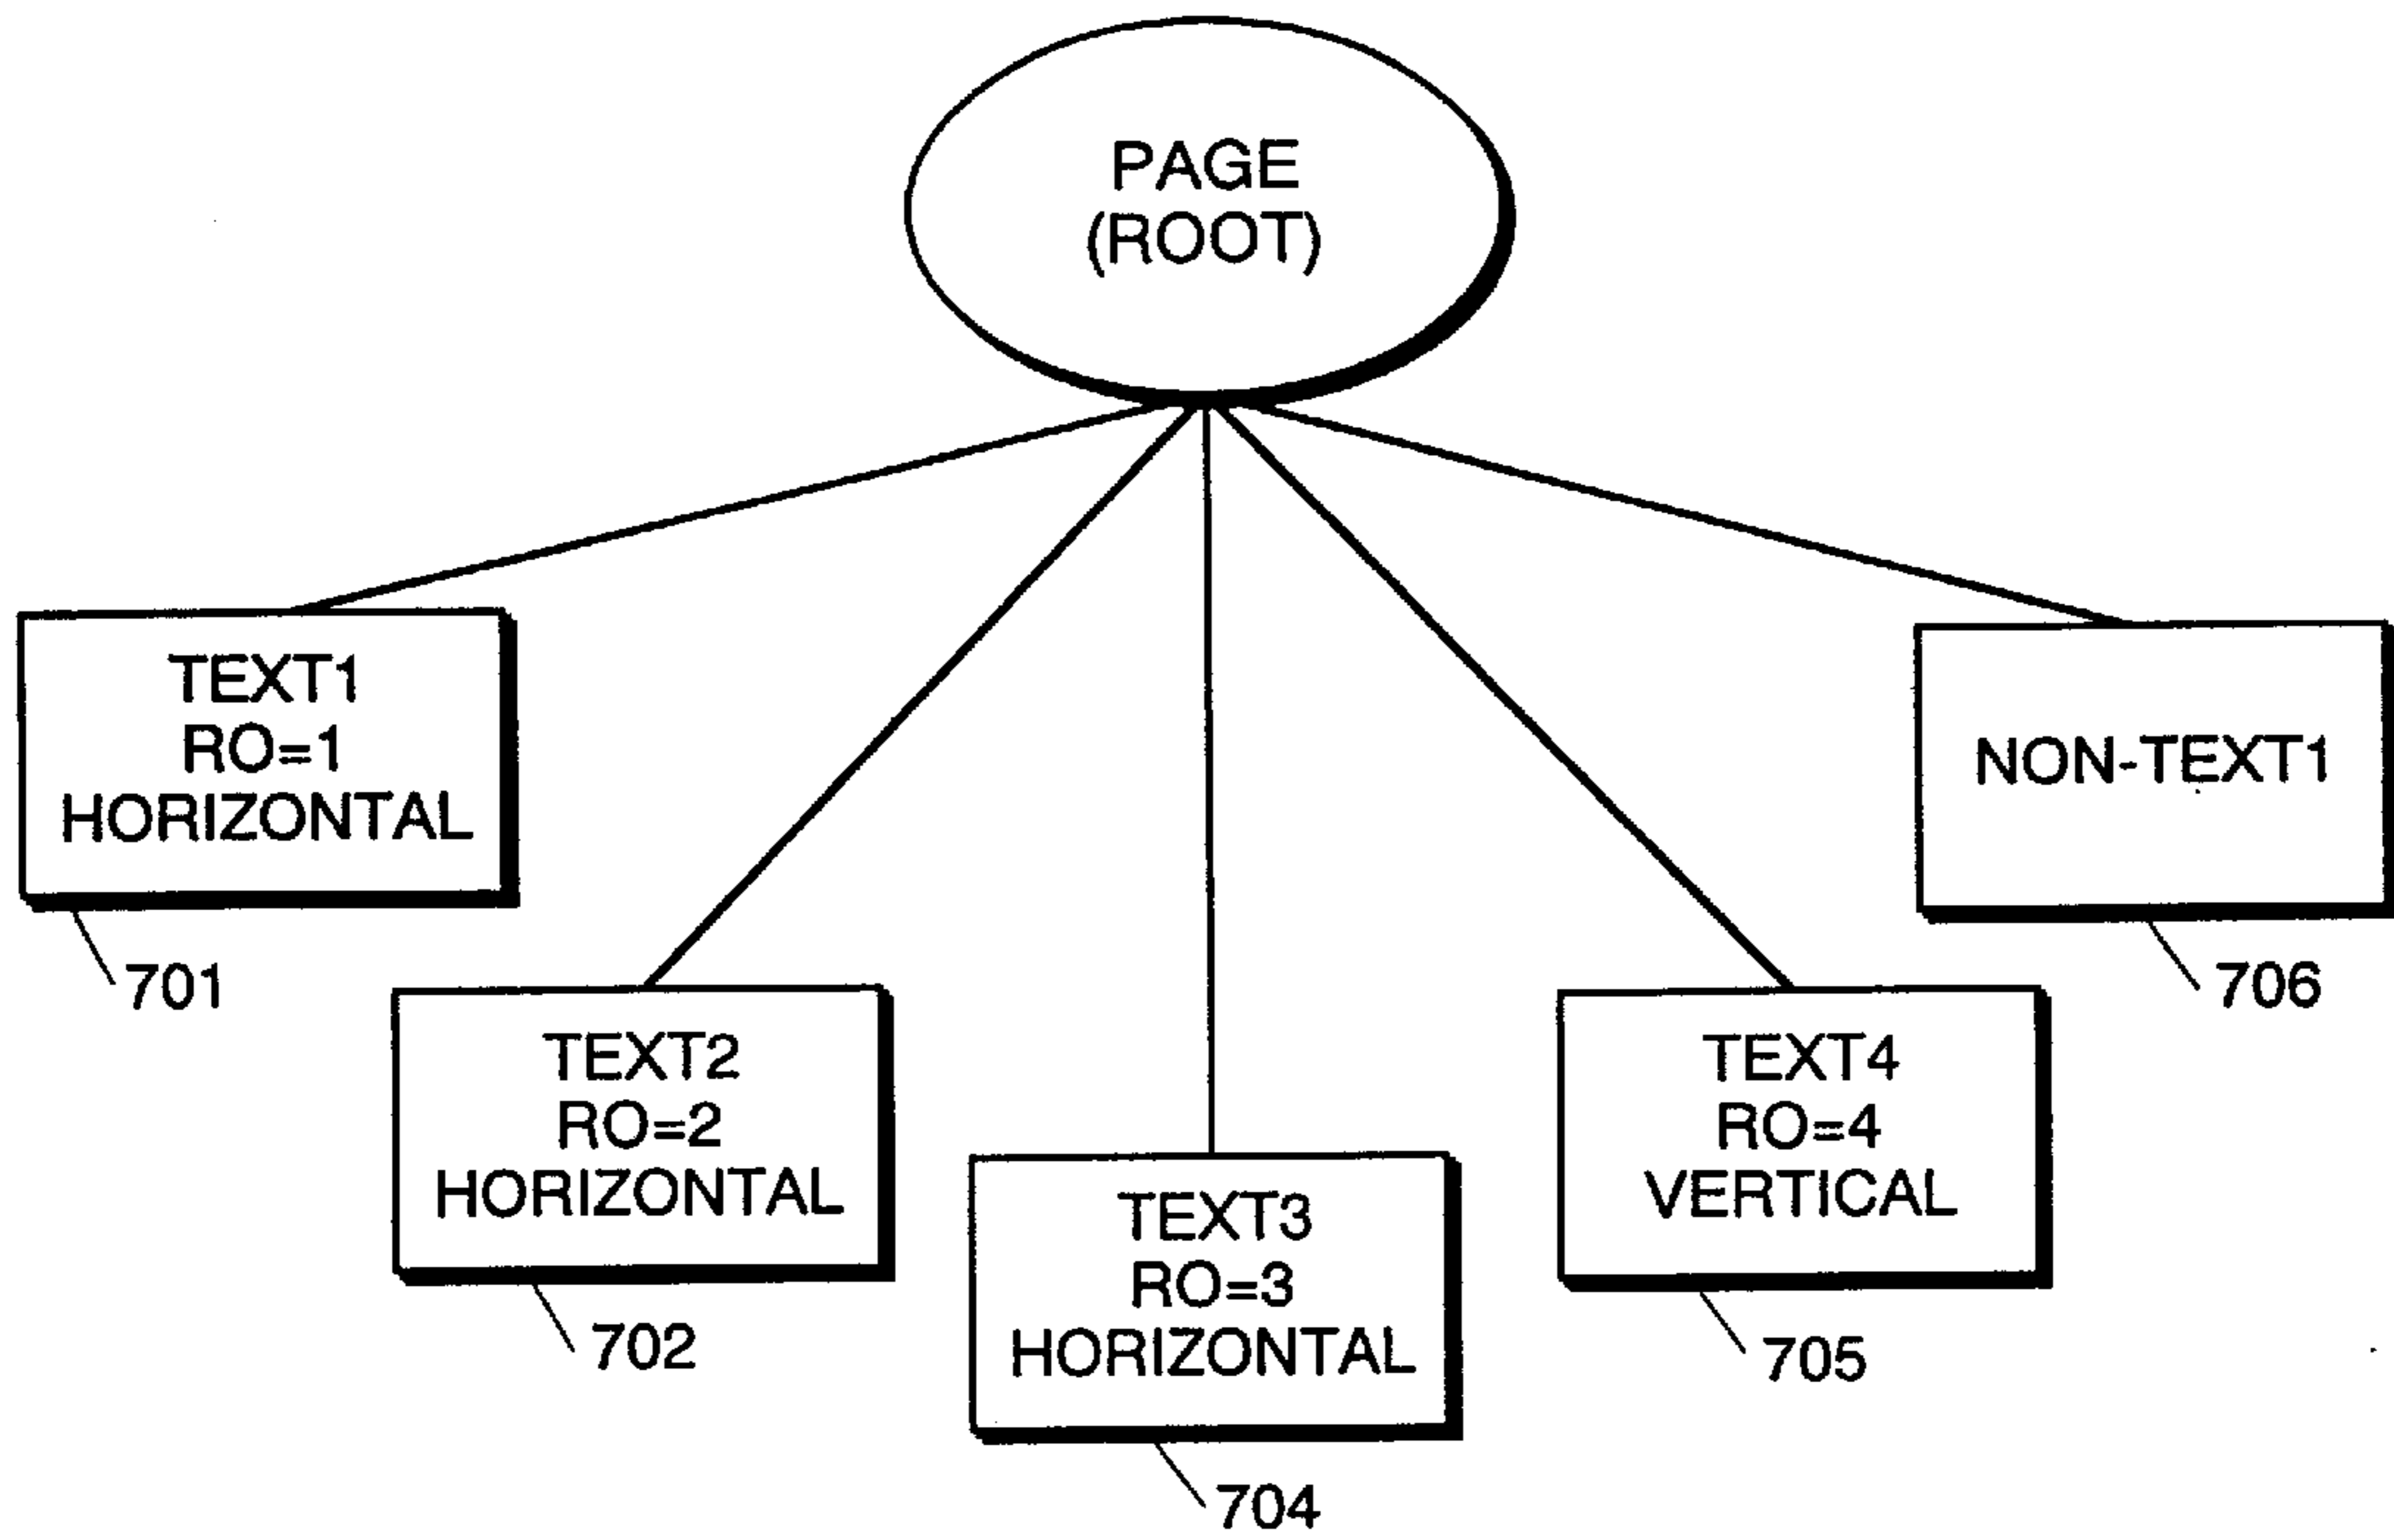 PAGE
(ROOT)
TEXT1
RO=1
HORIZONTAL
701
TEXT2
RO=2
HORIZONTAL
702
TEXT3
RO=3
HORIZONTAL
704
TEXT4
RO=4
VERTICAL
705
NON-TEXT1
706